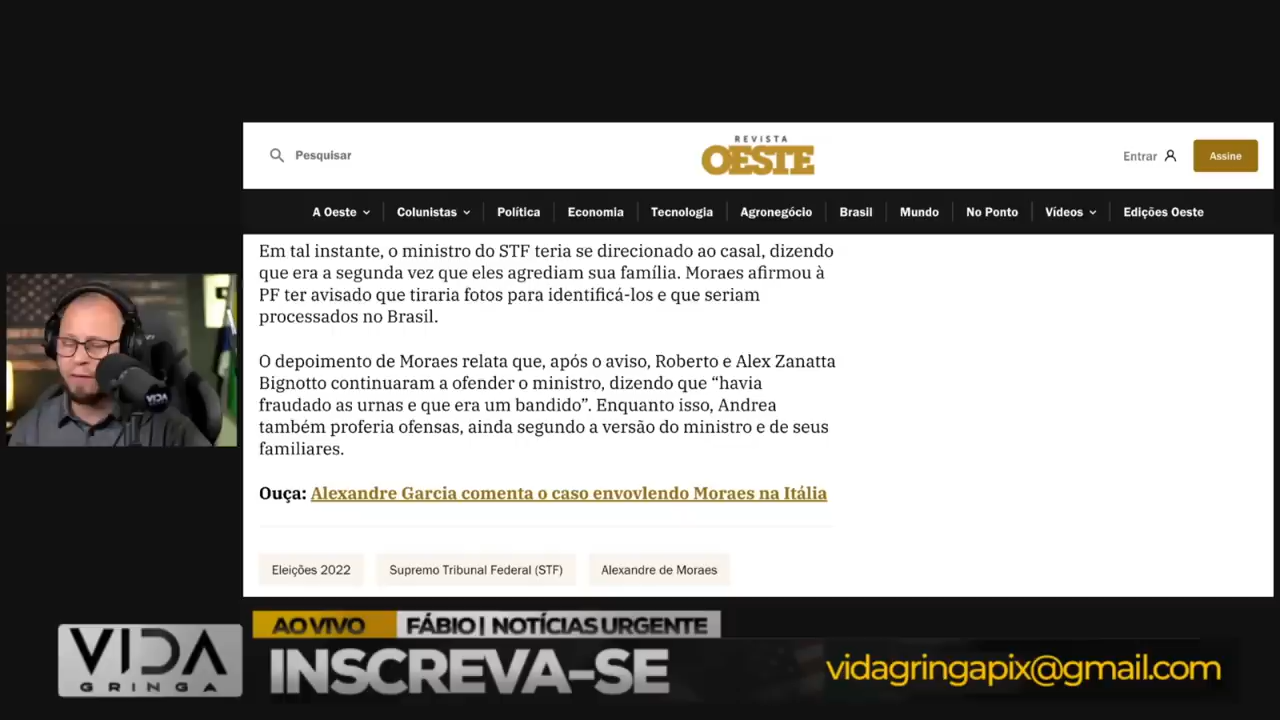 Pesquisar
REVISTA
OESTE
Entrar
Assine
A Oeste
Colunistas
Política
Economia
Tecnologia
Agronegócio
Brasil
Mundo
No Ponto
Vídeos
Edições Oeste
Em tal instante, o ministro do STF teria se direcionado ao casal, dizendo
que era a segunda vez que eles agrediam sua família. Moraes afirmou à
PF ter avisado que tiraria fotos para identificá-los e que seriam
processados no Brasil.
O depoimento de Moraes relata que, após o aviso, Roberto e Alex Zanatta
Bignotto continuaram a ofender o ministro, dizendo que “havia
fraudado as urnas e que era um bandido”. Enquanto isso, Andrea
também proferia ofensas, ainda segundo a versão do ministro e de seus
familiares.
Ouça: Alexandre Garcia comenta o caso envovlendo Moraes na Itália
Eleições 2022
Supremo Tribunal Federal (STF)
Alexandre de Moraes
VIDA
AO VIVO
FÁBIO | NOTÍCIAS URGENTE
VIDA
GRINGA
INSCREVA-SE
vidagringapix@gmail.com